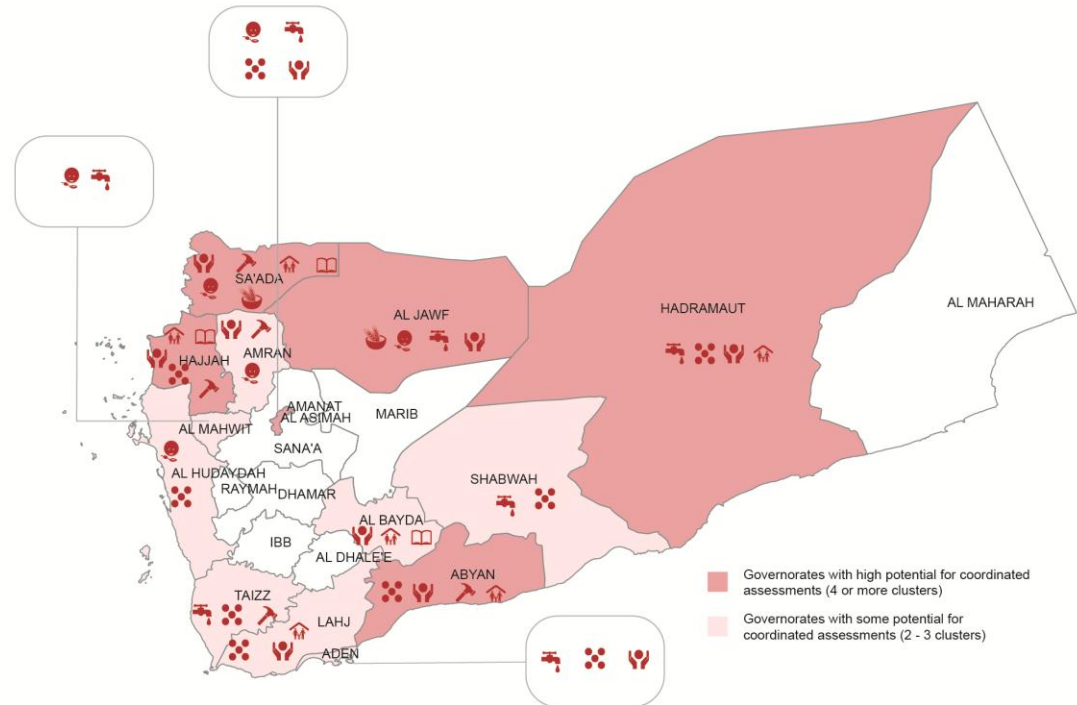 SA'ADA
AL JAWF
HADRAMAUT
AL MAHARAH
HAJJAH
AMRAN
AMANAT
AL ASIMAH
MARIB
AL MAHWIT
SANA'A
AL HUDAYDAH
SHABWAH
RAYMAH
DHAMAR
AL BAYDA
IBB
AL DHALE'E
ABYAN
TAIZZ
LAHJ
ADEN
Governorates with high potential for coordinated
assessments (4 or more clusters)
Governorates with some potential for
coordinated assessments (2 - 3 clusters)